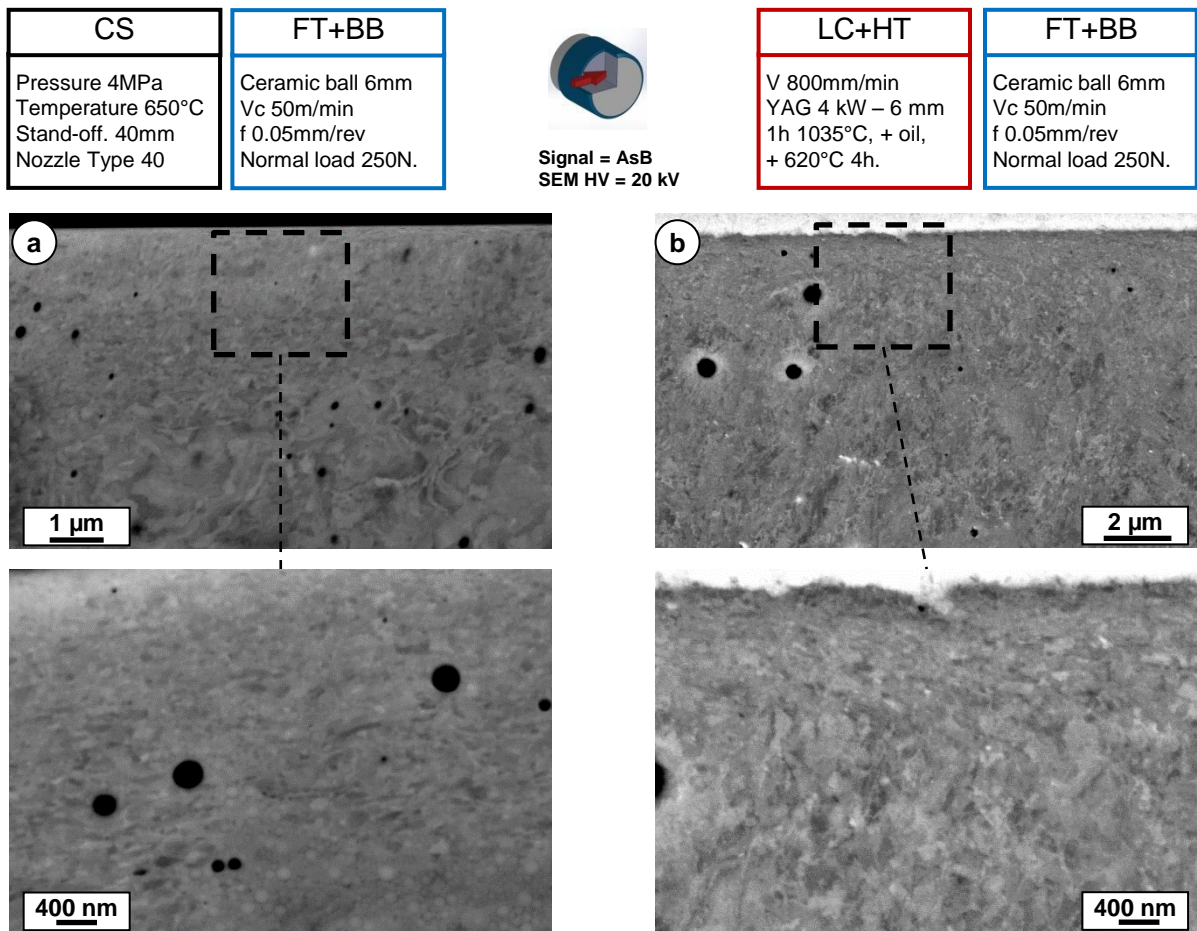 CS
Pressure 4MPa
Temperature 650°C
Stand-off. 40mm
Nozzle Type 40
FT+BB
Ceramic ball 6mm
Vc 50m/min
f 0.05mm/rev
Normal load 250N.
Signal = AsB
SEM HV = 20 kV
LC+HT
V 800mm/min
YAG 4 kW – 6 mm
1h 1035°C, + oil,
+ 620°C 4h.
FT+BB
Ceramic ball 6mm
Vc 50m/min
f 0.05mm/rev
Normal load 250N.
a
1 µm
b
2 µm
400 nm
400 nm